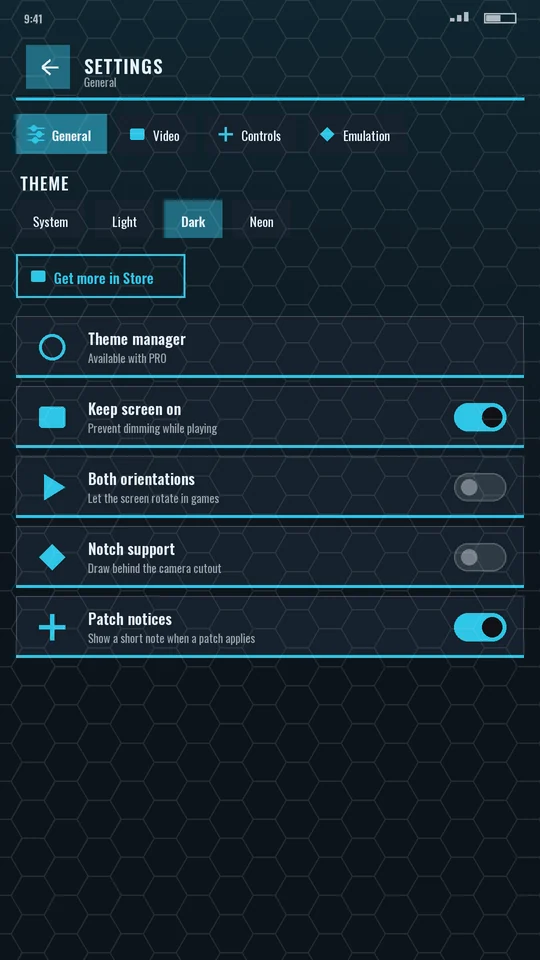 9:41
SETTINGS
General
General
Video
Controls
Emulation
THEME
System
Light
Dark
Neon
Get more in Store
Theme manager
Available with PRO
Keep screen on
Prevent dimming while playing
Both orientations
Let the screen rotate in games
Notch support
Draw behind the camera cutout
Patch notices
Show a short note when a patch applies